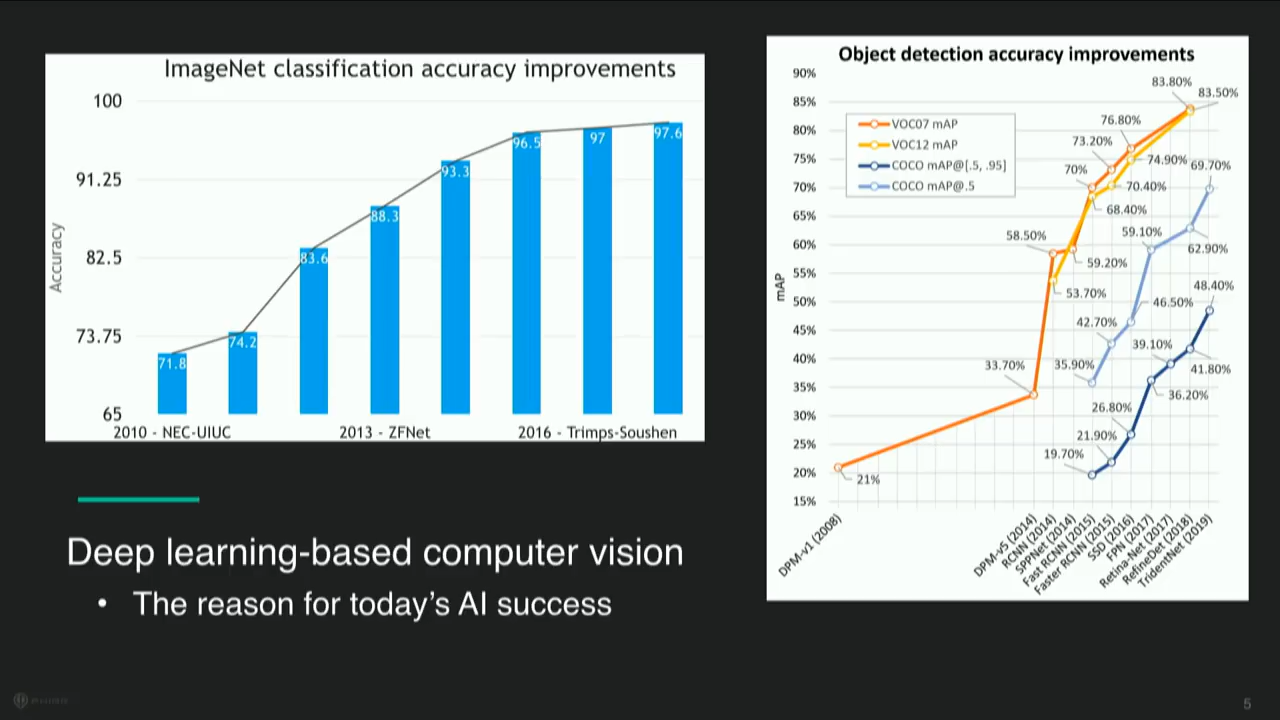 ImageNet classification accuracy improvements
100
91.25
82.5
73.75
65
Accuracy
71.8
74.2
83.6
88.3
93.3
96.5
97
97.6
2010 - NEC-UIUC
2013 - ZFNet
2016 - Trimps-Soushen
Object detection accuracy improvements
90%
85%
80%
75%
70%
65%
60%
55%
50%
45%
40%
35%
30%
25%
20%
15%
mAP
VOC07 mAP
VOC12 mAP
COCO mAP@[.5, .95]
COCO mAP@.5
83.80%
83.50%
76.80%
73.20%
74.90%
69.70%
70%
70.40%
68.40%
59.10%
58.50%
62.90%
59.20%
48.40%
53.70%
46.50%
42.70%
39.10%
33.70%
35.90%
41.80%
36.20%
26.80%
21.90%
19.70%
21%
DPM-v1 (2008)
DPM-v5 (2014)
RCNN (2014)
SPPNet (2014)
Fast RCNN (2015)
Faster RCNN (2015)
SSD (2016)
FPN (2017)
Retina-Net (2017)
RefineDet (2018)
TridentNet (2019)
Deep learning-based computer vision
• The reason for today's AI success
5